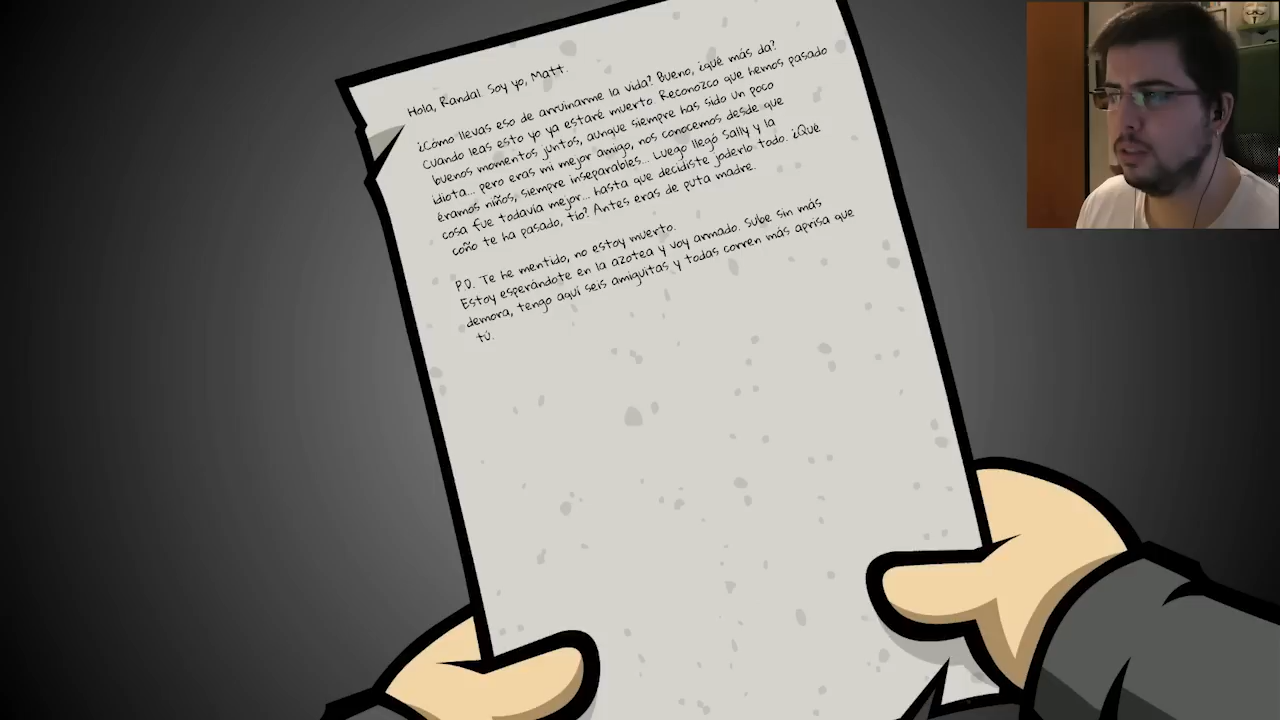 Hola, Randal. Soy yo, Matt.
¿Cómo llevas eso de arruinarme la vida? Bueno, ¿qué más da?
Cuando leas esto yo ya estaré muerto. Reconozco que hemos pasado
buenos momentos juntos, aunque siempre has sido un poco
idiota... pero eras mi mejor amigo, nos conocemos desde que
éramos niños, siempre inseparables... Luego llegó Sally y la
cosa fue todavía mejor... hasta que decidiste joderlo todo. ¿Qué
coño te ha pasado, tío? Antes eras de puta madre.
P.D. Te he mentido, no estoy muerto.
Estoy esperándote en la azotea y voy armado. Sube sin más
demora, tengo aquí seis amiguitas y todas corren más aprisa que
tú.